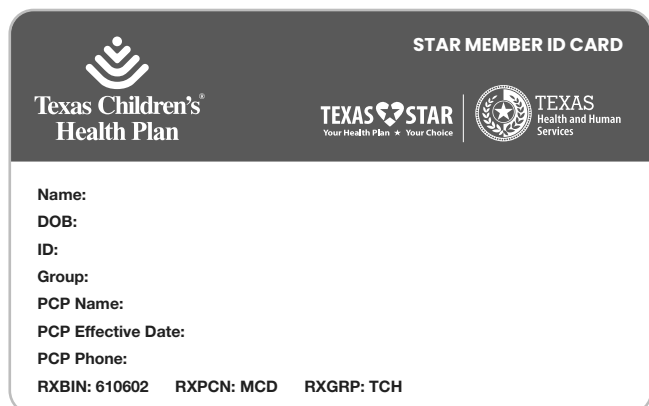 STAR MEMBER ID CARD
Texas Children's®
Health Plan
TEXAS STAR
Your Health Plan ★ Your Choice
TEXAS
Health and Human
Services
Name:
DOB:
ID:
Group:
PCP Name:
PCP Effective Date:
PCP Phone:
RXBIN: 610602 RXPCN: MCD RXGRP: TCH